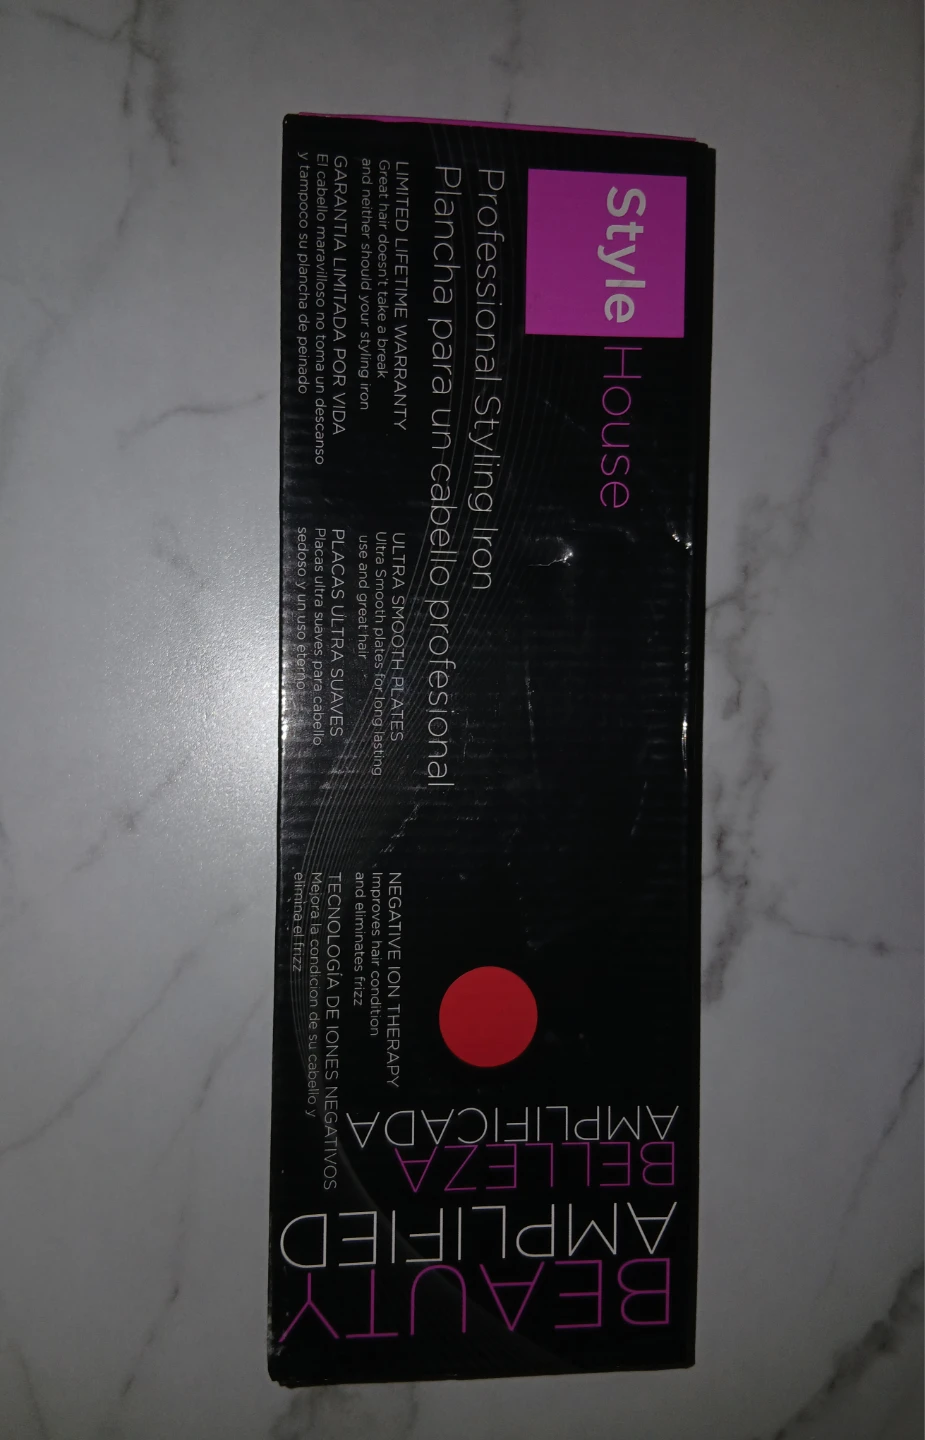 Style House
Professional Styling Iron
Plancha para un cabello profesional
LIMITED LIFETIME WARRANTY
Great hair doesn't take a break
and neither should your styling iron
GARANTIA LIMITADA POR VIDA
El cabello maravilloso no toma un descanso
y tampoco su plancha de peinado
ULTRA SMOOTH PLATES
Ultra Smooth plates for long lasting
use and great hair
PLACAS ULTRA SUAVES
Placas ultra suaves para cabello
sedoso y un uso eterno
NEGATIVE ION THERAPY
Improves hair condition
and eliminates frizz
TECNOLOGÍA DE IONES NEGATIVOS
Mejora la condicion de su cabello y
elimina el frizz
BEAUTY
AMPLIFIED
BELLEZA
AMPLIFICADA